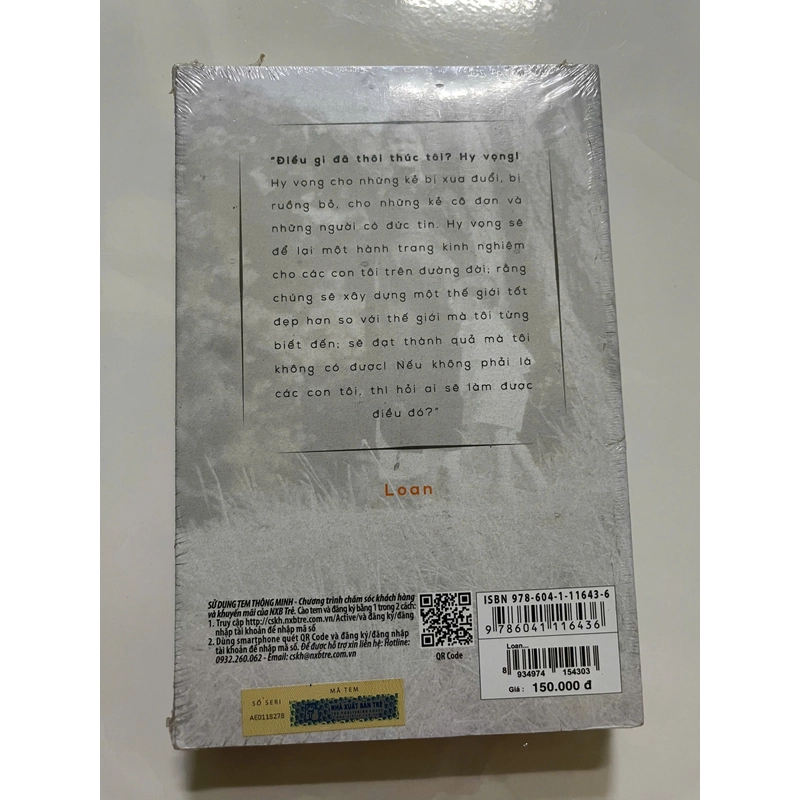 "Điều gì đã thôi thúc tôi? Hy vọng!
Hy vọng cho những kẻ bị xua đuổi, bị
ruồng bỏ, cho những kẻ cô đơn và
những người có đức tin. Hy vọng sẽ
để lại một hành trang kinh nghiệm
cho các con tôi trên đường đời; rằng
chúng sẽ xây dựng một thế giới tốt
đẹp hơn so với thế giới mà tôi từng
biết đến; sẽ đạt thành quả mà tôi
không có được! Nếu không phải là
các con tôi, thì hỏi ai sẽ làm được
điều đó?"
Loan
SỬ DỤNG TEM THÔNG MINH - Chương trình chăm sóc khách hàng
và khuyến mãi của NXB Trẻ. Cào tem và đăng ký bằng 1 trong 2 cách:
1. Truy cập http://cskh.nxbtre.com.vn/Active/và đăng ký/đăng
nhập tài khoản để nhập mã số
2. Dùng smartphone quét QR Code và đăng ký/đăng nhập
tài khoản để nhập mã số. Để được hỗ trợ xin liên hệ: Hotline:
0932.260.062 - Email: cskh@nxbtre.com.vn
QR Code
ISBN 978-604-1-11643-6
9 786041 116436
Loan...
8 934974 154303
Giá : 150.000 đ
MÃ TEM
SỐ SERI
AE0118278
NHÀ XUẤT BẢN TRẺ